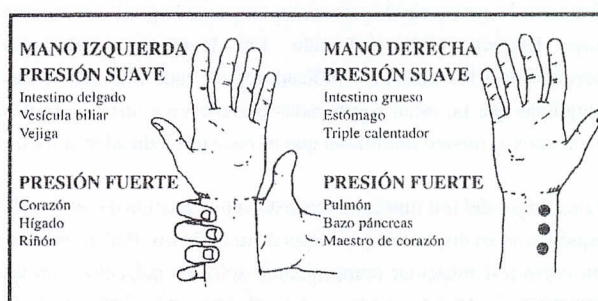 MANO IZQUIERDA
PRESIÓN SUAVE
Intestino delgado
Vesícula biliar
Vejiga
PRESIÓN FUERTE
Corazón
Hígado
Riñón
MANO DERECHA
PRESIÓN SUAVE
Intestino grueso
Estómago
Triple calentador
PRESIÓN FUERTE
Pulmón
Bazo páncreas
Maestro de corazón